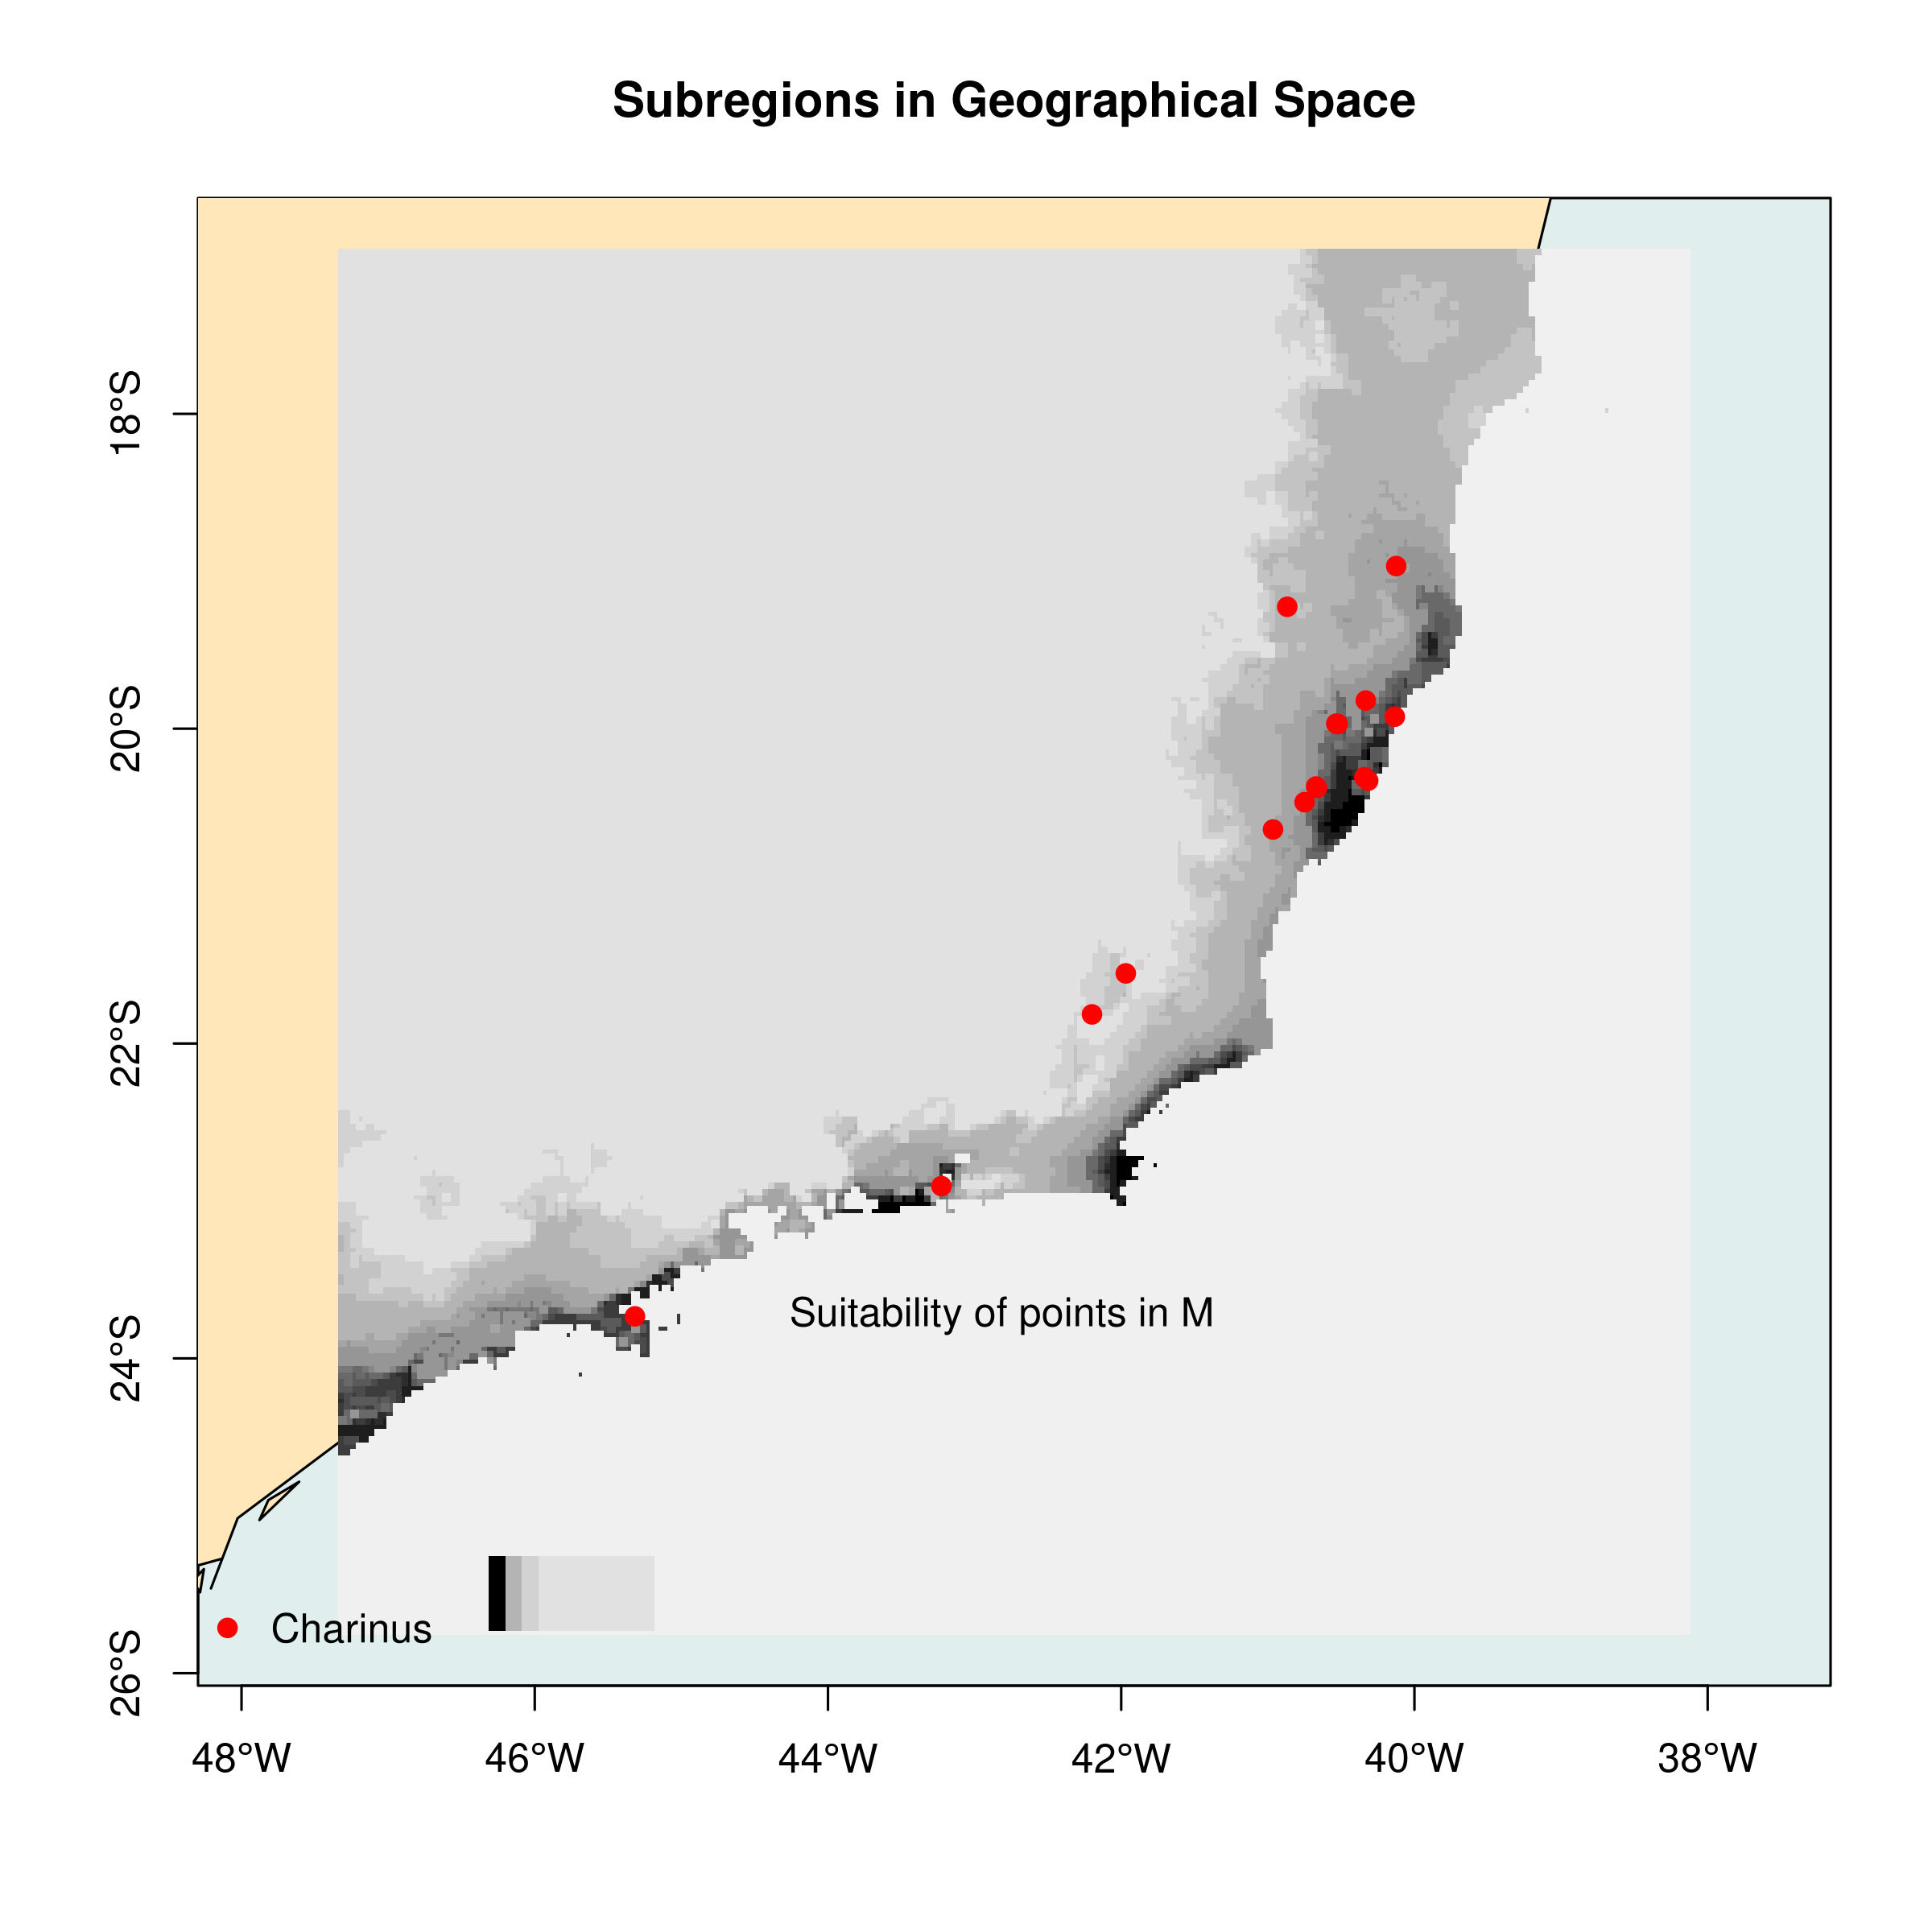 Subregions in Geographical Space
18°S
20°S
22°S
24°S
26°S
Suitability of points in M
Charinus
48°W
46°W
44°W
42°W
40°W
38°W